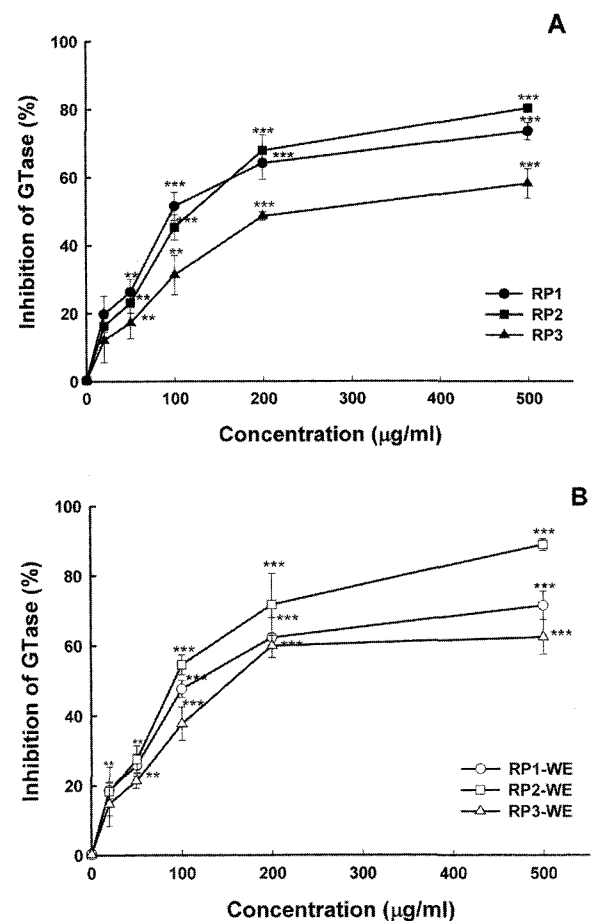 A
Inhibition of GTase (%)
100
80
60
40
20
0
***
***
***
***
***
***
***
***
**
**
**
**
RP1
RP2
RP3
0 100 200 300 400 500
Concentration (μg/ml)
B
Inhibition of GTase (%)
100
80
60
40
20
0
***
***
***
***
***
***
***
***
***
**
**
**
RP1-WE
RP2-WE
RP3-WE
0 100 200 300 400 500
Concentration (μg/ml)